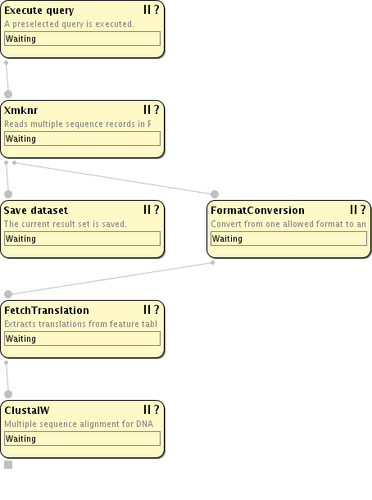 Execute query II ?
A preselected query is executed.
Waiting
Xmknr II ?
Reads multiple sequence records in F
Waiting
Save dataset II ?
The current result set is saved.
Waiting
FormatConversion II ?
Convert from one allowed format to an
Waiting
FetchTranslation II ?
Extracts translations from feature tabl
Waiting
ClustalW II ?
Multiple sequence alignment for DNA
Waiting